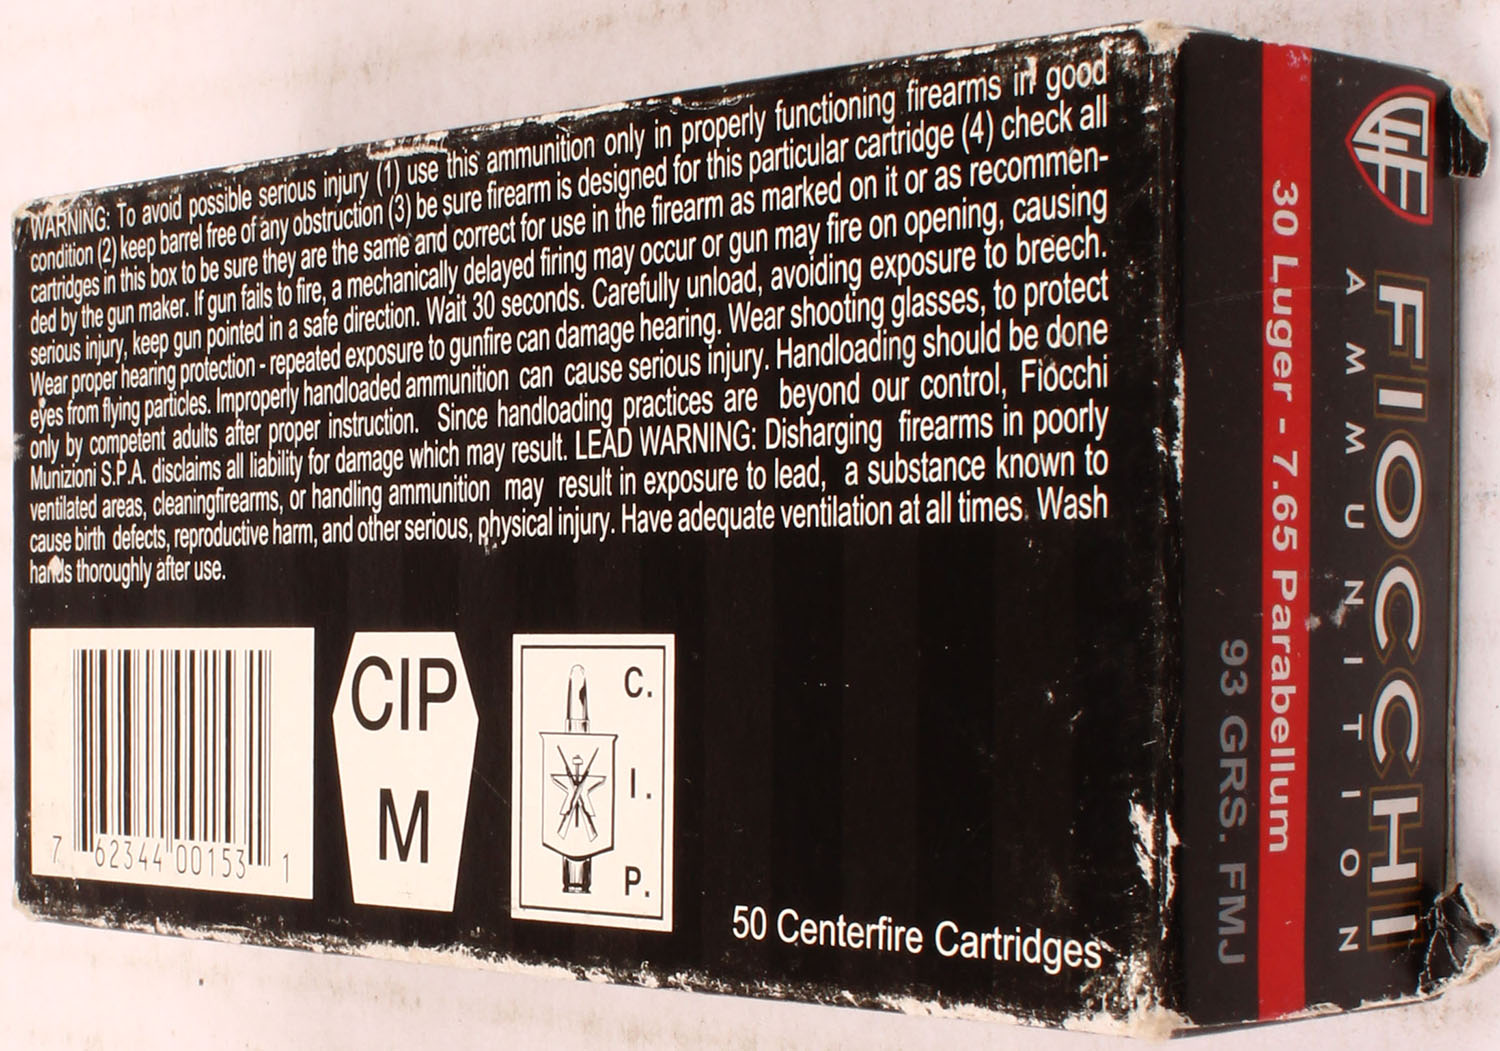 WARNING: To avoid possible serious injury (1) use this ammunition only in properly functioning firearms in good
condition (2) keep barrel free of any obstruction (3) be sure firearm is designed for this particular cartridge (4) check all
cartridges in this box to be sure they are the same and correct for use in the firearm as marked on it or as recommen-
ded by the gun maker. If gun fails to fire, a mechanically delayed firing may occur or gun may fire on opening, causing
serious injury, keep gun pointed in a safe direction. Wait 30 seconds. Carefully unload, avoiding exposure to breech.
Wear proper hearing protection - repeated exposure to gunfire can damage hearing. Wear shooting glasses, to protect
eyes from flying particles. Improperly handloaded ammunition can cause serious injury. Handloading should be done
only by competent adults after proper instruction. Since handloading practices are beyond our control, Fiocchi
Munizioni S.P.A. disclaims all liability for damage which may result. LEAD WARNING: Disharging firearms in poorly
ventilated areas, cleaningfirearms, or handling ammunition may result in exposure to lead, a substance known to
cause birth defects, reproductive harm, and other serious, physical injury. Have adequate ventilation at all times. Wash
hands thoroughly after use.
7 62344 00153 1
CIP
M
C.
I.
P.
50 Centerfire Cartridges
GFL
FIOCCHI
AMMUNITION
30 Luger - 7.65 Parabellum
93 GRS. FMJ